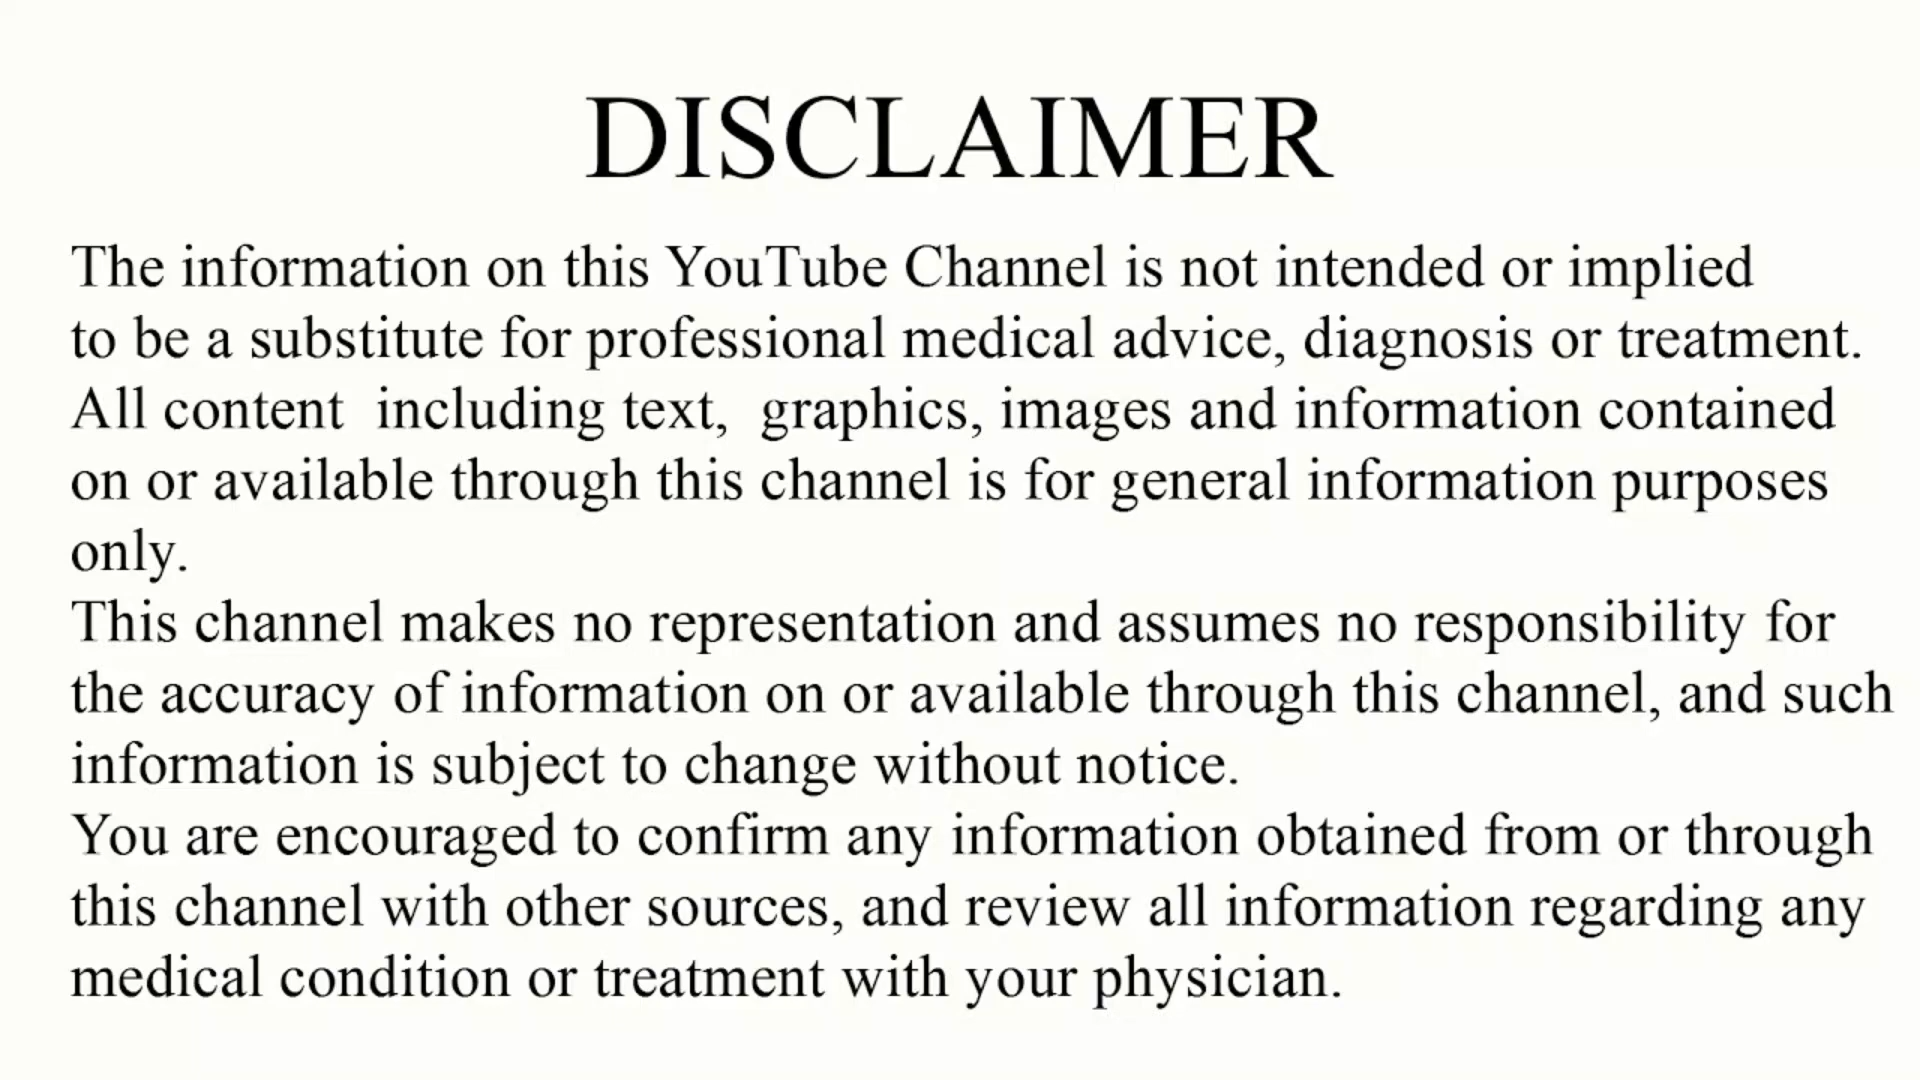 DISCLAIMER
The information on this YouTube Channel is not intended or implied
to be a substitute for professional medical advice, diagnosis or treatment.
All content  including text,  graphics, images and information contained
on or available through this channel is for general information purposes
only.
This channel makes no representation and assumes no responsibility for
the accuracy of information on or available through this channel, and such
information is subject to change without notice.
You are encouraged to confirm any information obtained from or through
this channel with other sources, and review all information regarding any
medical condition or treatment with your physician.